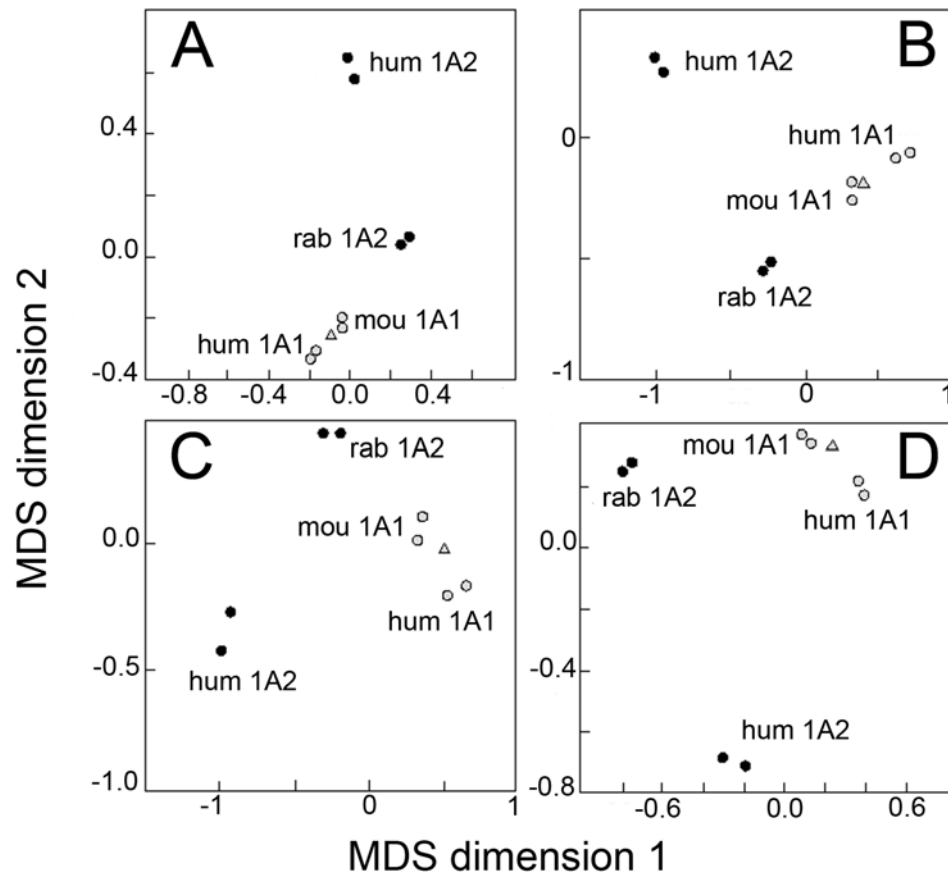 A
hum 1A2
0.4
rab 1A2
0.0
mou 1A1
hum 1A1
-0.4
-0.8
-0.4
0.0
0.4
B
hum 1A2
0
hum 1A1
mou 1A1
rab 1A2
-1
-1
0
1
C
rab 1A2
mou 1A1
0.0
hum 1A1
-0.5
hum 1A2
-1.0
-1
0
1
D
mou 1A1
rab 1A2
hum 1A1
0.0
-0.4
hum 1A2
-0.8
-0.6
0.0
0.6
MDS dimension 2
MDS dimension 1